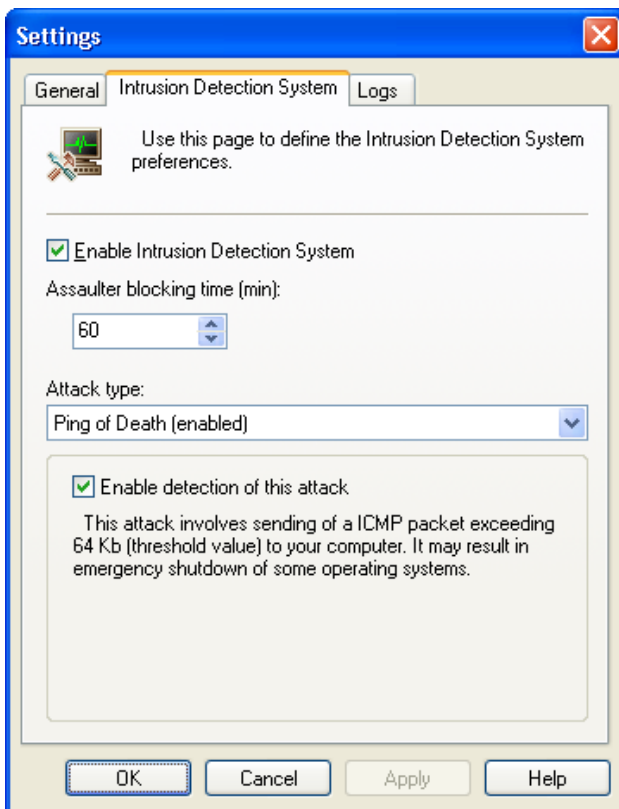 Settings
General
Intrusion Detection System
Logs
Use this page to define the Intrusion Detection System
preferences.
Enable Intrusion Detection System
Assaulter blocking time (min):
60
Attack type:
Ping of Death (enabled)
Enable detection of this attack
This attack involves sending of a ICMP packet exceeding
64 Kb (threshold value) to your computer. It may result in
emergency shutdown of some operating systems.
OK
Cancel
Apply
Help